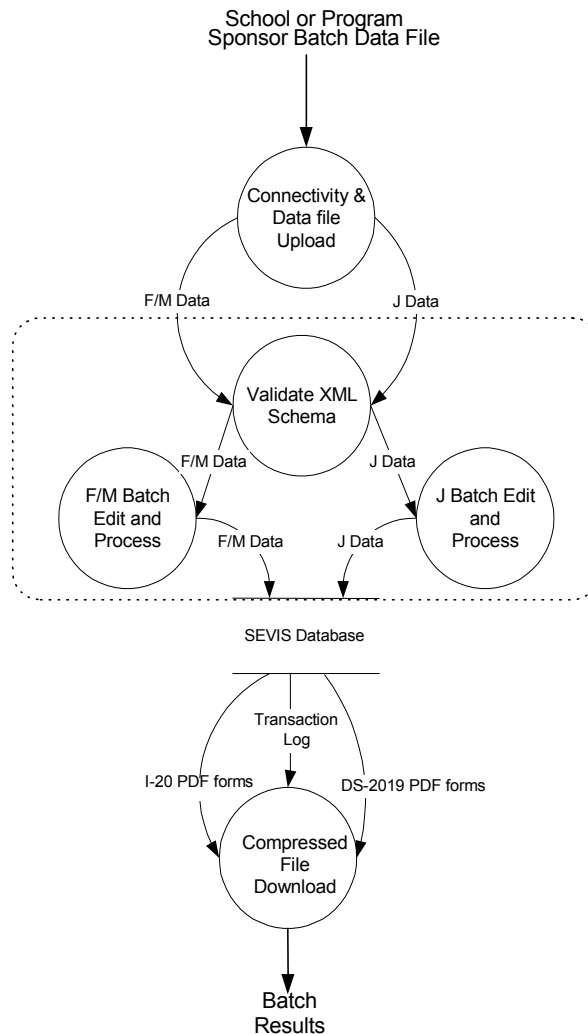 School or Program
Sponsor Batch Data File
Connectivity &
Data file
Upload
F/M Data
J Data
Validate XML
Schema
F/M Data
J Data
F/M Batch
Edit and
Process
J Batch Edit
and
Process
F/M Data
J Data
SEVIS Database
Transaction
Log
I-20 PDF forms
DS-2019 PDF forms
Compressed
File
Download
Batch
Results